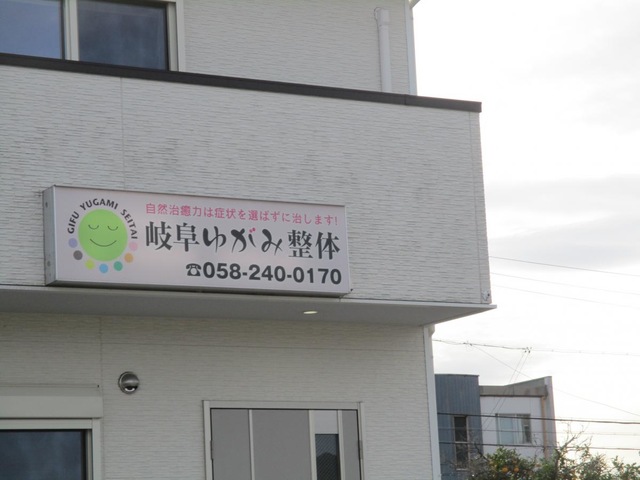 GIFU YUGAMI SEITAI
自然治癒力は症状を選ばずに治します!
岐阜ゆがみ整体
☎058-240-0170